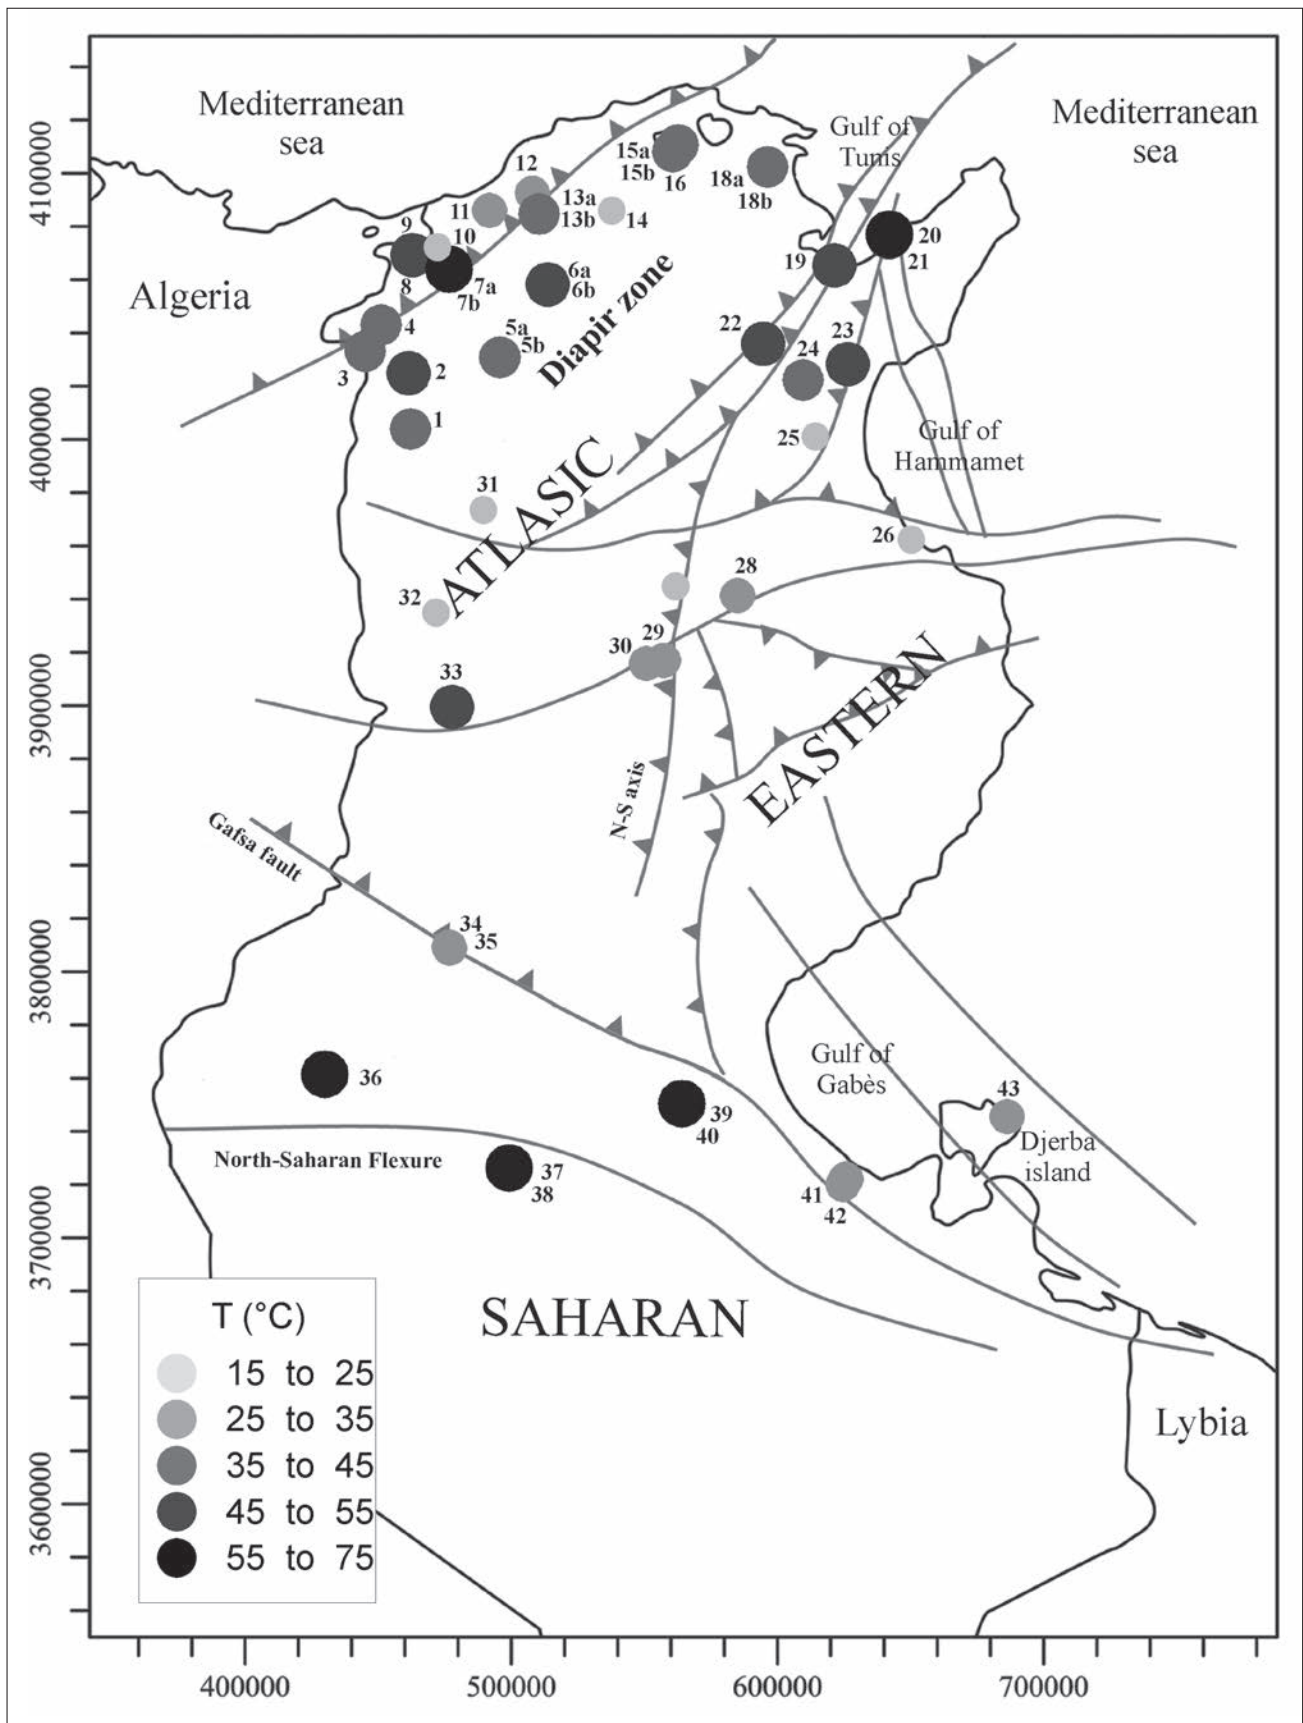 Mediterranean
sea
Mediterranean
sea
Gulf of
Tunis
Algeria
12
11
13a
13b
14
15a
15b
16
18a
18b
9
10
8
7a
7b
6a
6b
20
21
19
4
3
2
5a
5b
Diapir zone
22
23
24
1
25
Gulf of
Hammamet
31
ATLASIC
26
32
28
30
29
33
EASTERN
N-S axis
Gafsa fault
34
35
36
39
40
Gulf of
Gabès
43
Djerba
island
North-Saharan Flexure
37
38
41
42
SAHARAN
Lybia
T (°C)
15 to 25
25 to 35
35 to 45
45 to 55
55 to 75
4100000
4000000
3900000
3800000
3700000
3600000
400000
500000
600000
700000